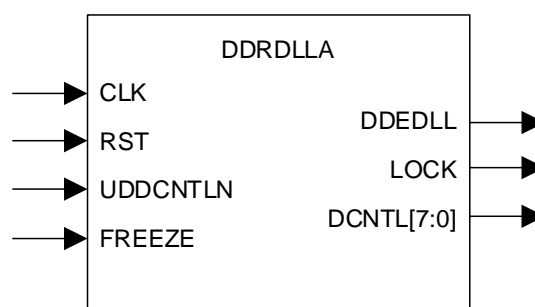 DDRDLLA
CLK
RST
UDDCNTLN
FREEZE
DDEDLL
LOCK
DCNTL[7:0]